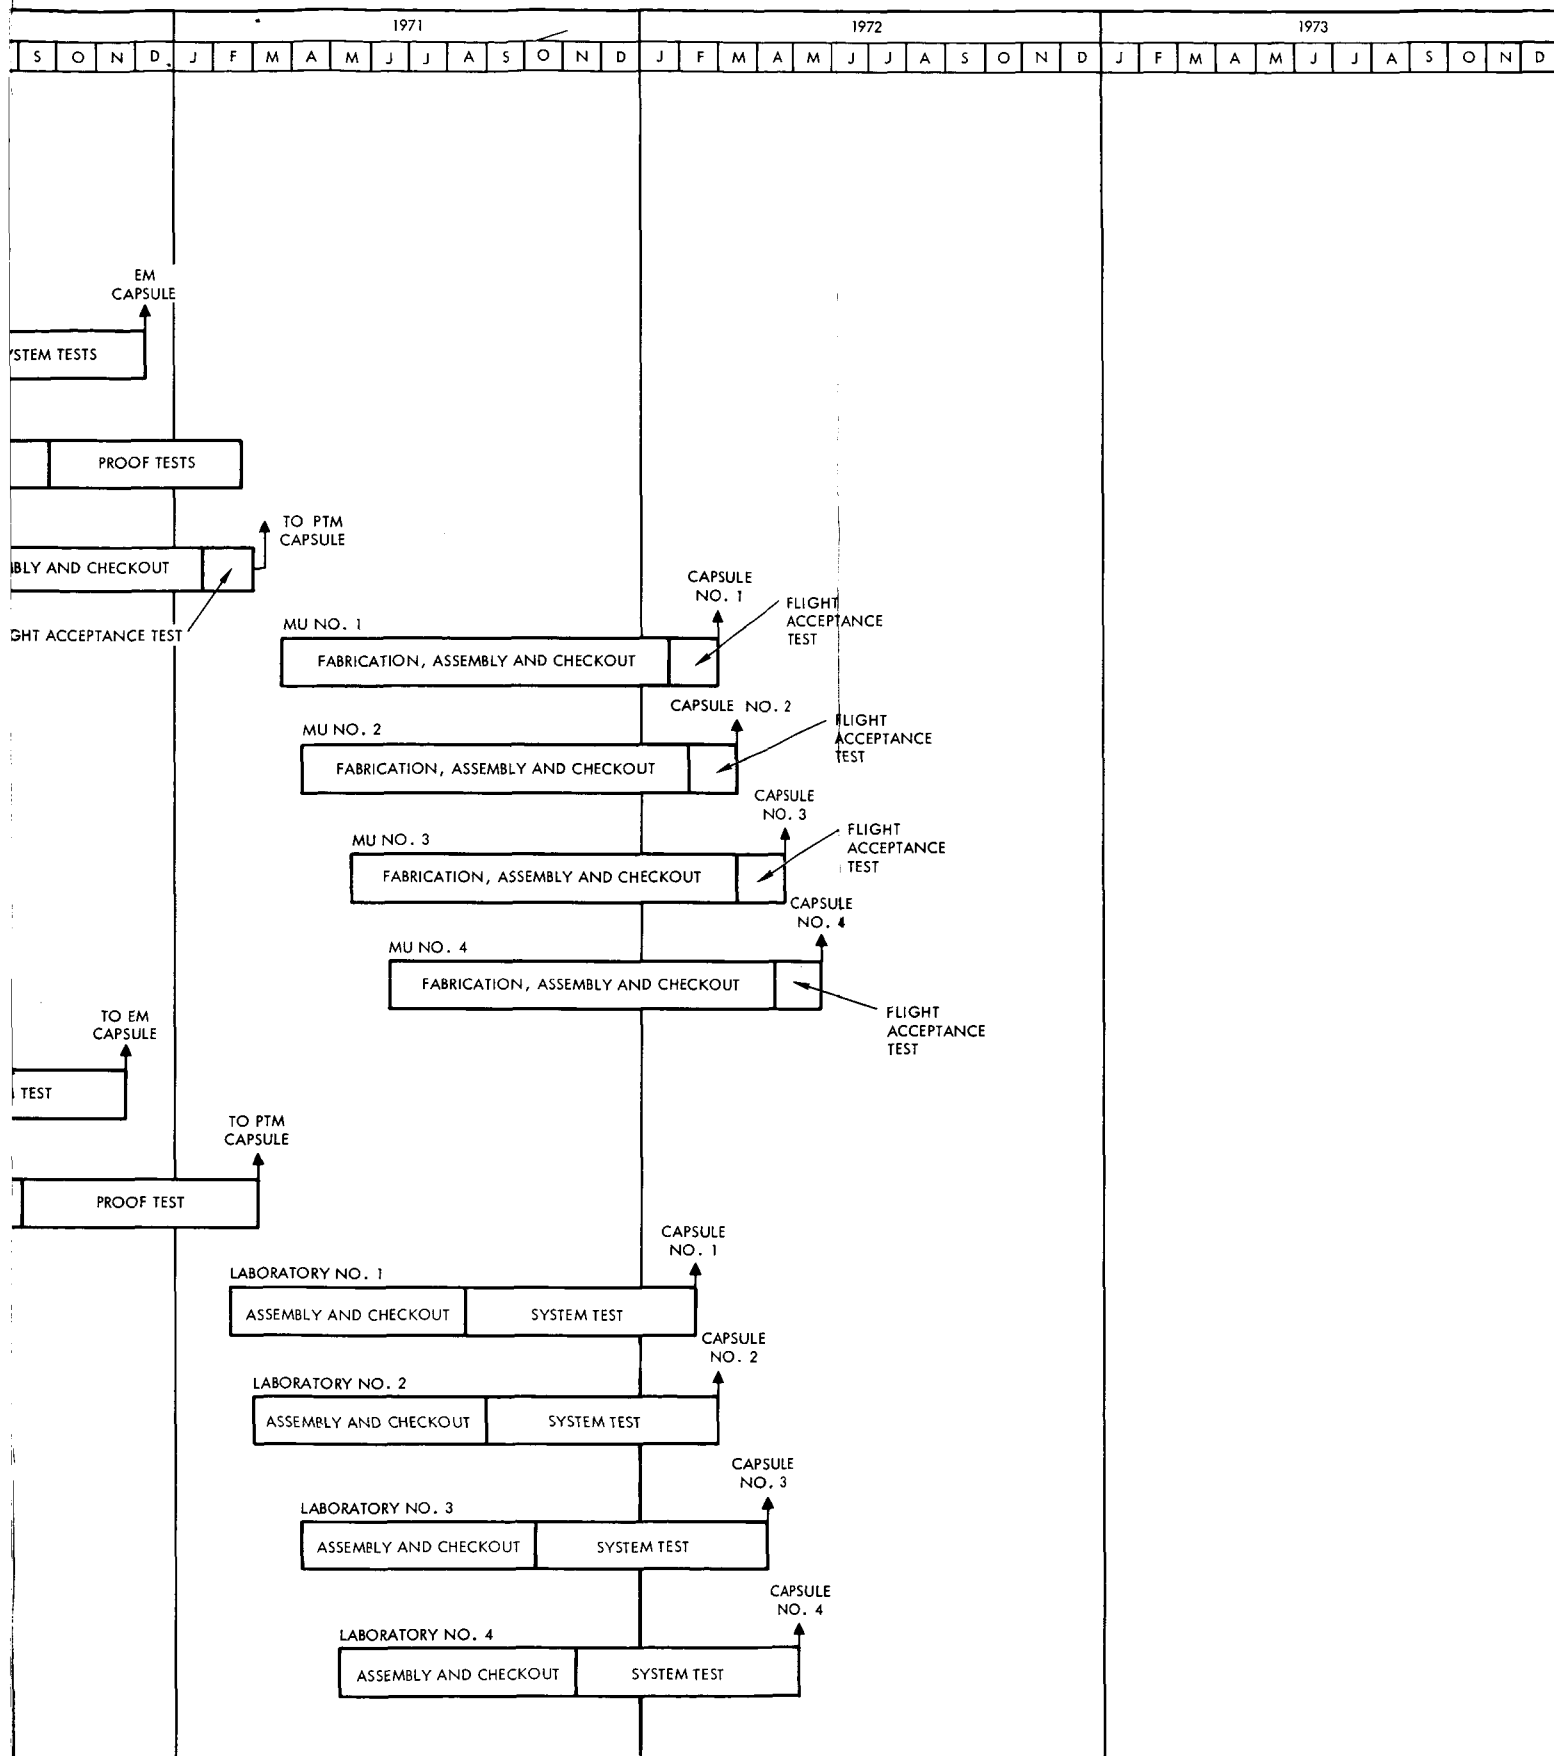 1971 1972 1973
S O N D J F M A M J J A S O N D J F M A M J J A S O N D J F M A M J J A S O N D
EM
CAPSULE
YSTEM TESTS
PROOF TESTS
TO PTM
CAPSULE
BLY AND CHECKOUT
GHT ACCEPTANCE TEST
CAPSULE
NO. 1
FLIGHT
ACCEPTANCE
TEST
MU NO. 1
FABRICATION, ASSEMBLY AND CHECKOUT
CAPSULE NO. 2
FLIGHT
ACCEPTANCE
TEST
MU NO. 2
FABRICATION, ASSEMBLY AND CHECKOUT
CAPSULE
NO. 3
FLIGHT
ACCEPTANCE
TEST
MU NO. 3
FABRICATION, ASSEMBLY AND CHECKOUT
CAPSULE
NO. 4
MU NO. 4
FABRICATION, ASSEMBLY AND CHECKOUT
FLIGHT
ACCEPTANCE
TEST
TO EM
CAPSULE
TEST
TO PTM
CAPSULE
PROOF TEST
CAPSULE
NO. 1
LABORATORY NO. 1
ASSEMBLY AND CHECKOUT SYSTEM TEST
CAPSULE
NO. 2
LABORATORY NO. 2
ASSEMBLY AND CHECKOUT SYSTEM TEST
CAPSULE
NO. 3
LABORATORY NO. 3
ASSEMBLY AND CHECKOUT SYSTEM TEST
CAPSULE
NO. 4
LABORATORY NO. 4
ASSEMBLY AND CHECKOUT SYSTEM TEST